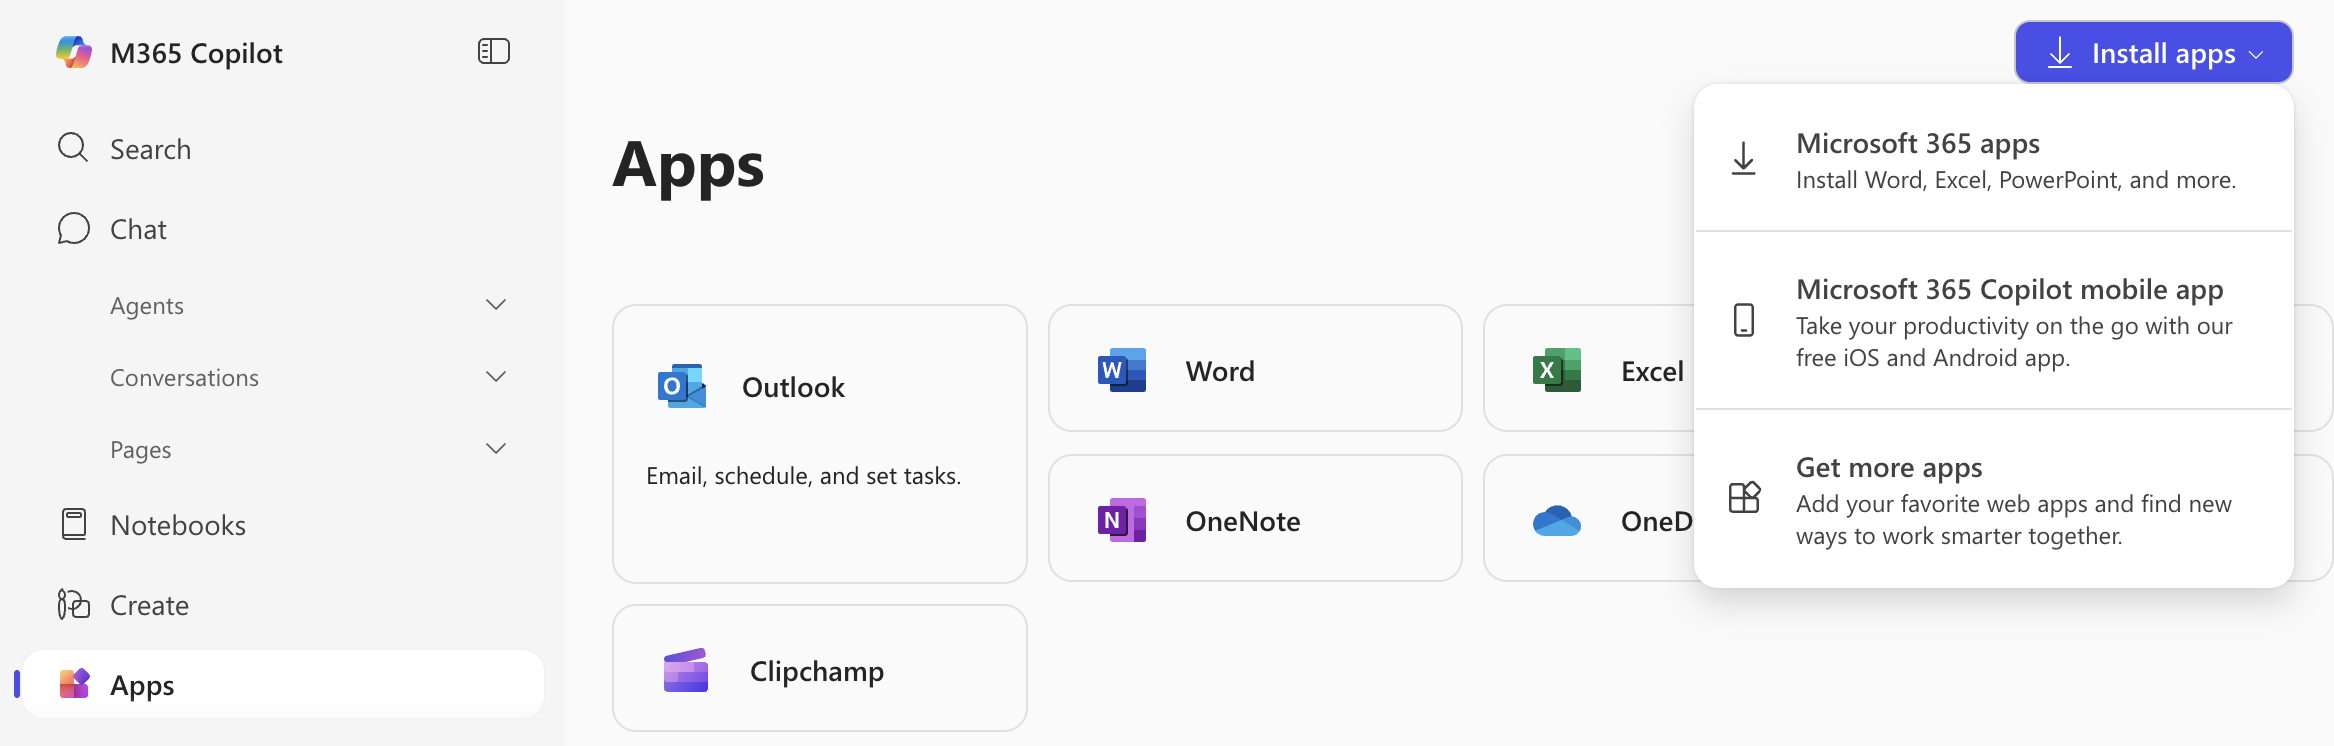 M365 Copilot
Search
Chat
Agents
Conversations
Pages
Notebooks
Create
Apps
Install apps
Apps
Microsoft 365 apps
Install Word, Excel, PowerPoint, and more.
Microsoft 365 Copilot mobile app
Take your productivity on the go with our
free iOS and Android app.
Get more apps
Add your favorite web apps and find new
ways to work smarter together.
Outlook
Email, schedule, and set tasks.
Word
Excel
OneNote
OneD
Clipchamp